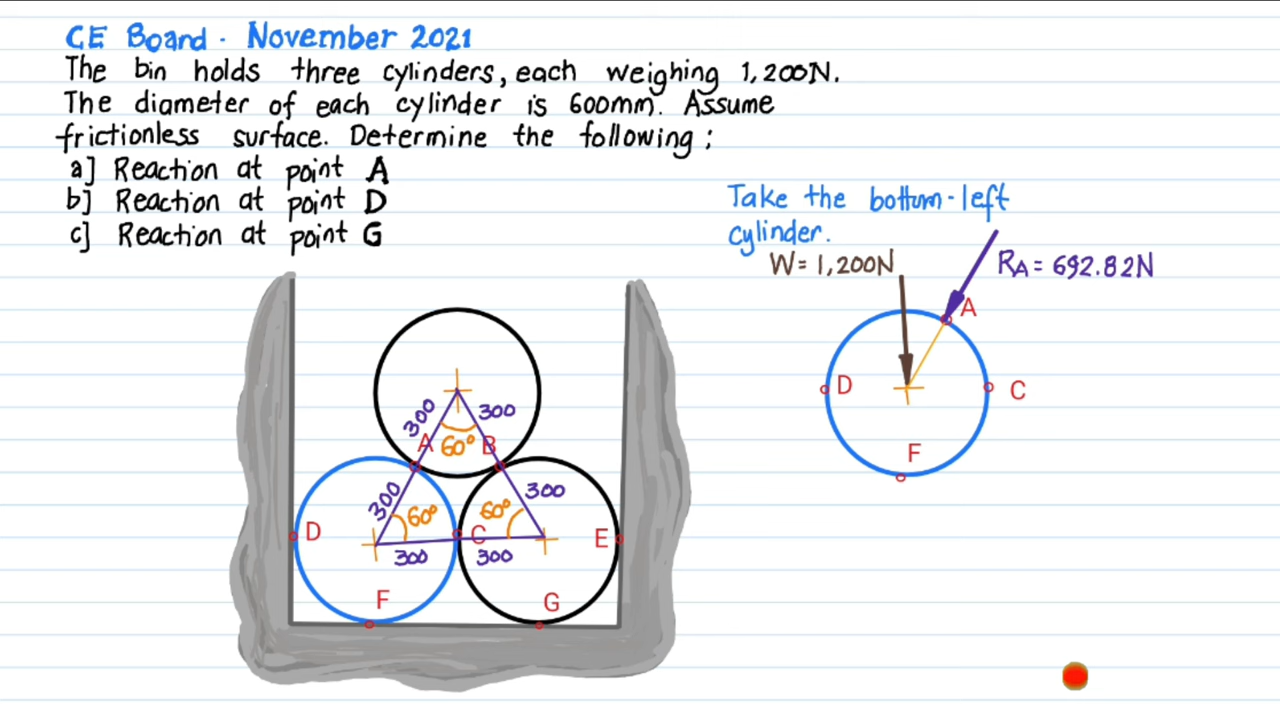 CE Board - November 2021
The bin holds three cylinders, each weighing 1,200N.
The diameter of each cylinder is 600mm. Assume
frictionless surface. Determine the following:
a] Reaction at point A
b] Reaction at point D
c] Reaction at point G
Take the bottom-left
cylinder.
W = 1,200N
RA = 692.82N
A
D
C
F
300
300
A
60°
B
300
60°
60°
300
D
C
E
300
300
F
G